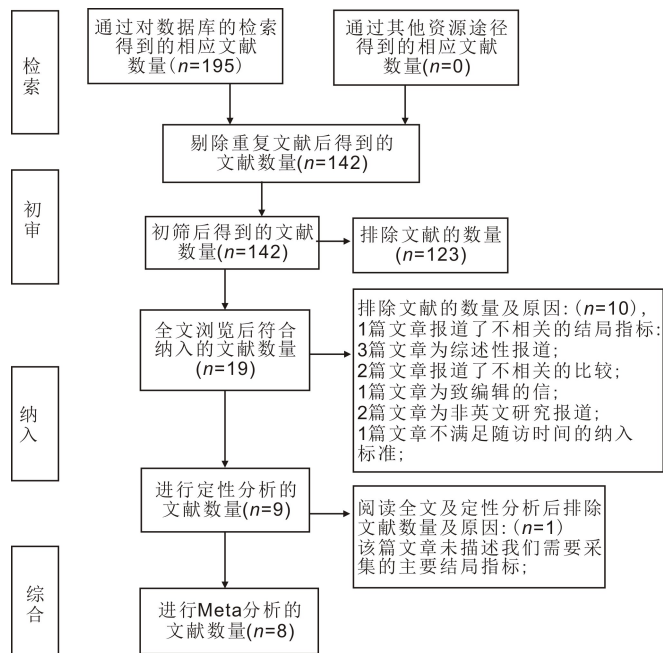 检
索
通过对数据库的检索
得到的相应文献
数量(n=195)
通过其他资源途径
得到的相应文献
数量(n=0)
剔除重复文献后得到的
文献数量(n=142)
初
审
初筛后得到的文献
数量(n=142)
排除文献的数量
(n=123)
纳
入
全文浏览后符合
纳入的文献数量
(n=19)
排除文献的数量及原因:(n=10),
1篇文章报道了不相关的结局指标:
3篇文章为综述性报道;
2篇文章报道了不相关的比较;
1篇文章为致编辑的信;
2篇文章为非英文研究报道;
1篇文章不满足随访时间的纳入
标准;
进行定性分析的
文献数量(n=9)
阅读全文及定性分析后排除
文献数量及原因:(n=1)
该篇文章未描述我们需要采
集的主要结局指标;
综
合
进行Meta分析的
文献数量(n=8)